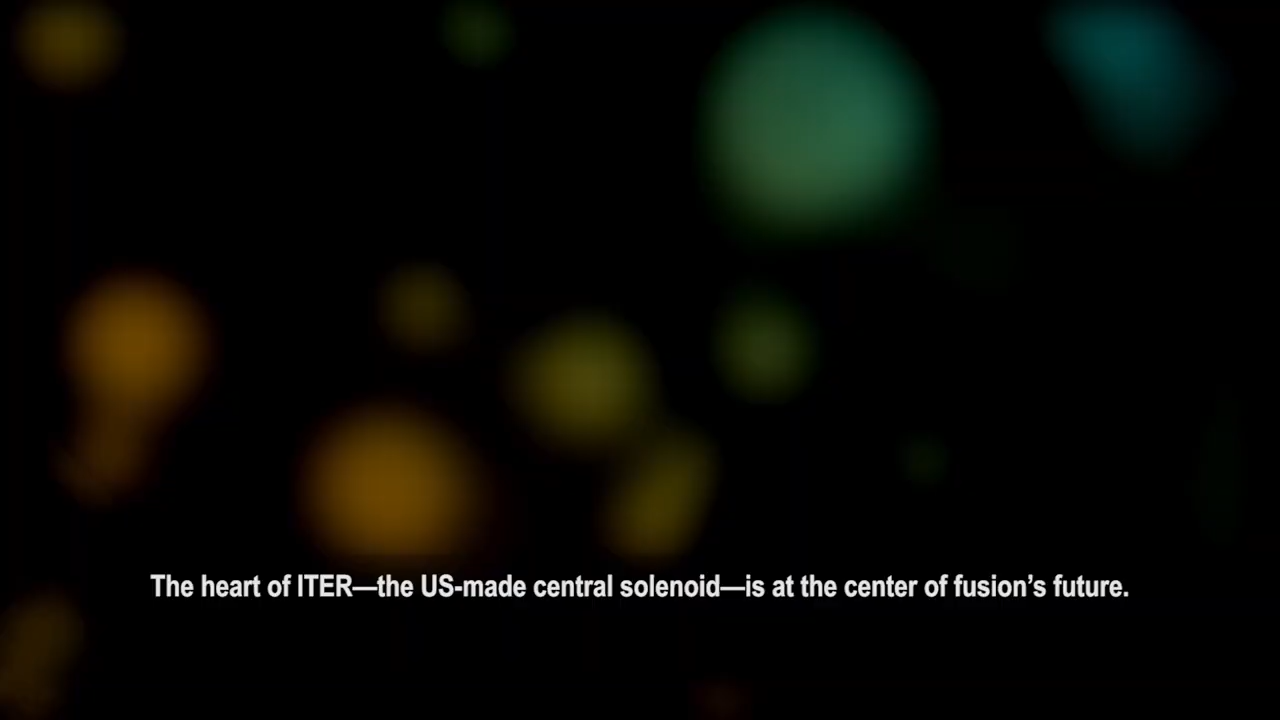 The heart of ITER—the US-made central solenoid—is at the center of fusion’s future.